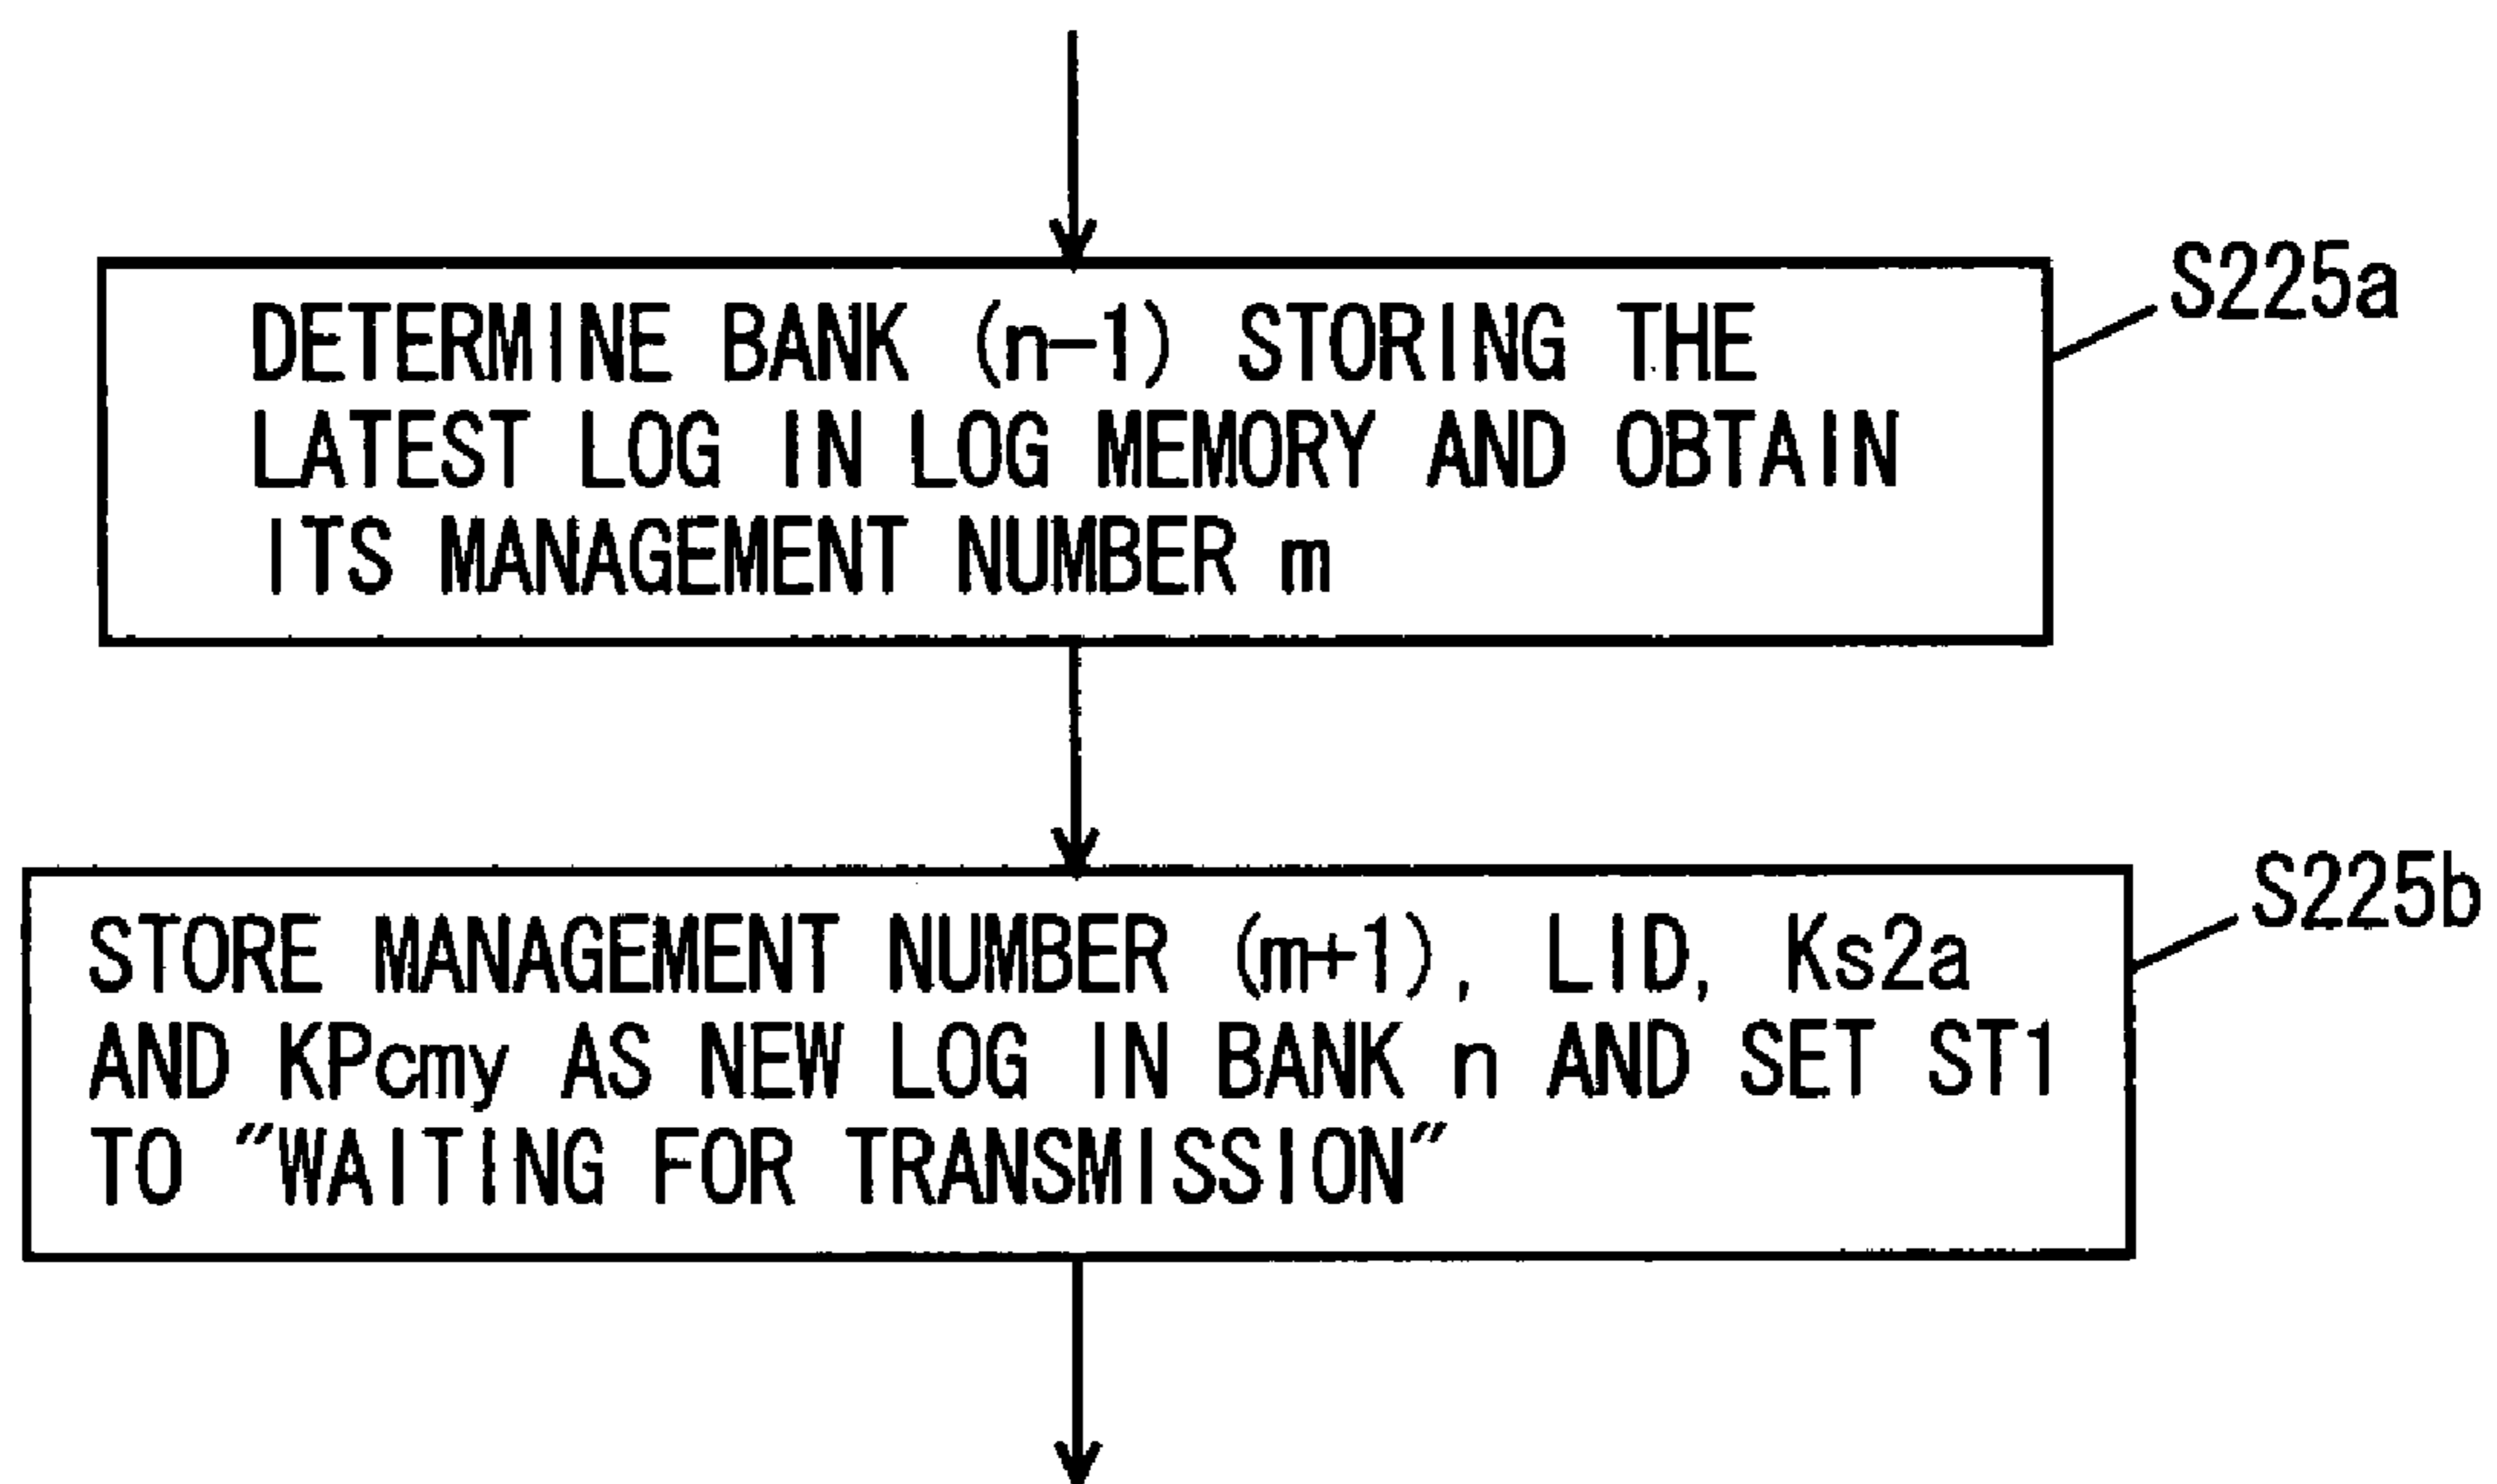 S225a
DETERMINE BANK (n-1) STORING THE
LATEST LOG IN LOG MEMORY AND OBTAIN
ITS MANAGEMENT NUMBER m
S225b
STORE MANAGEMENT NUMBER (m+1), LID, Ks2a
AND KPcmy AS NEW LOG IN BANK n AND SET ST1
TO "WAITING FOR TRANSMISSION"